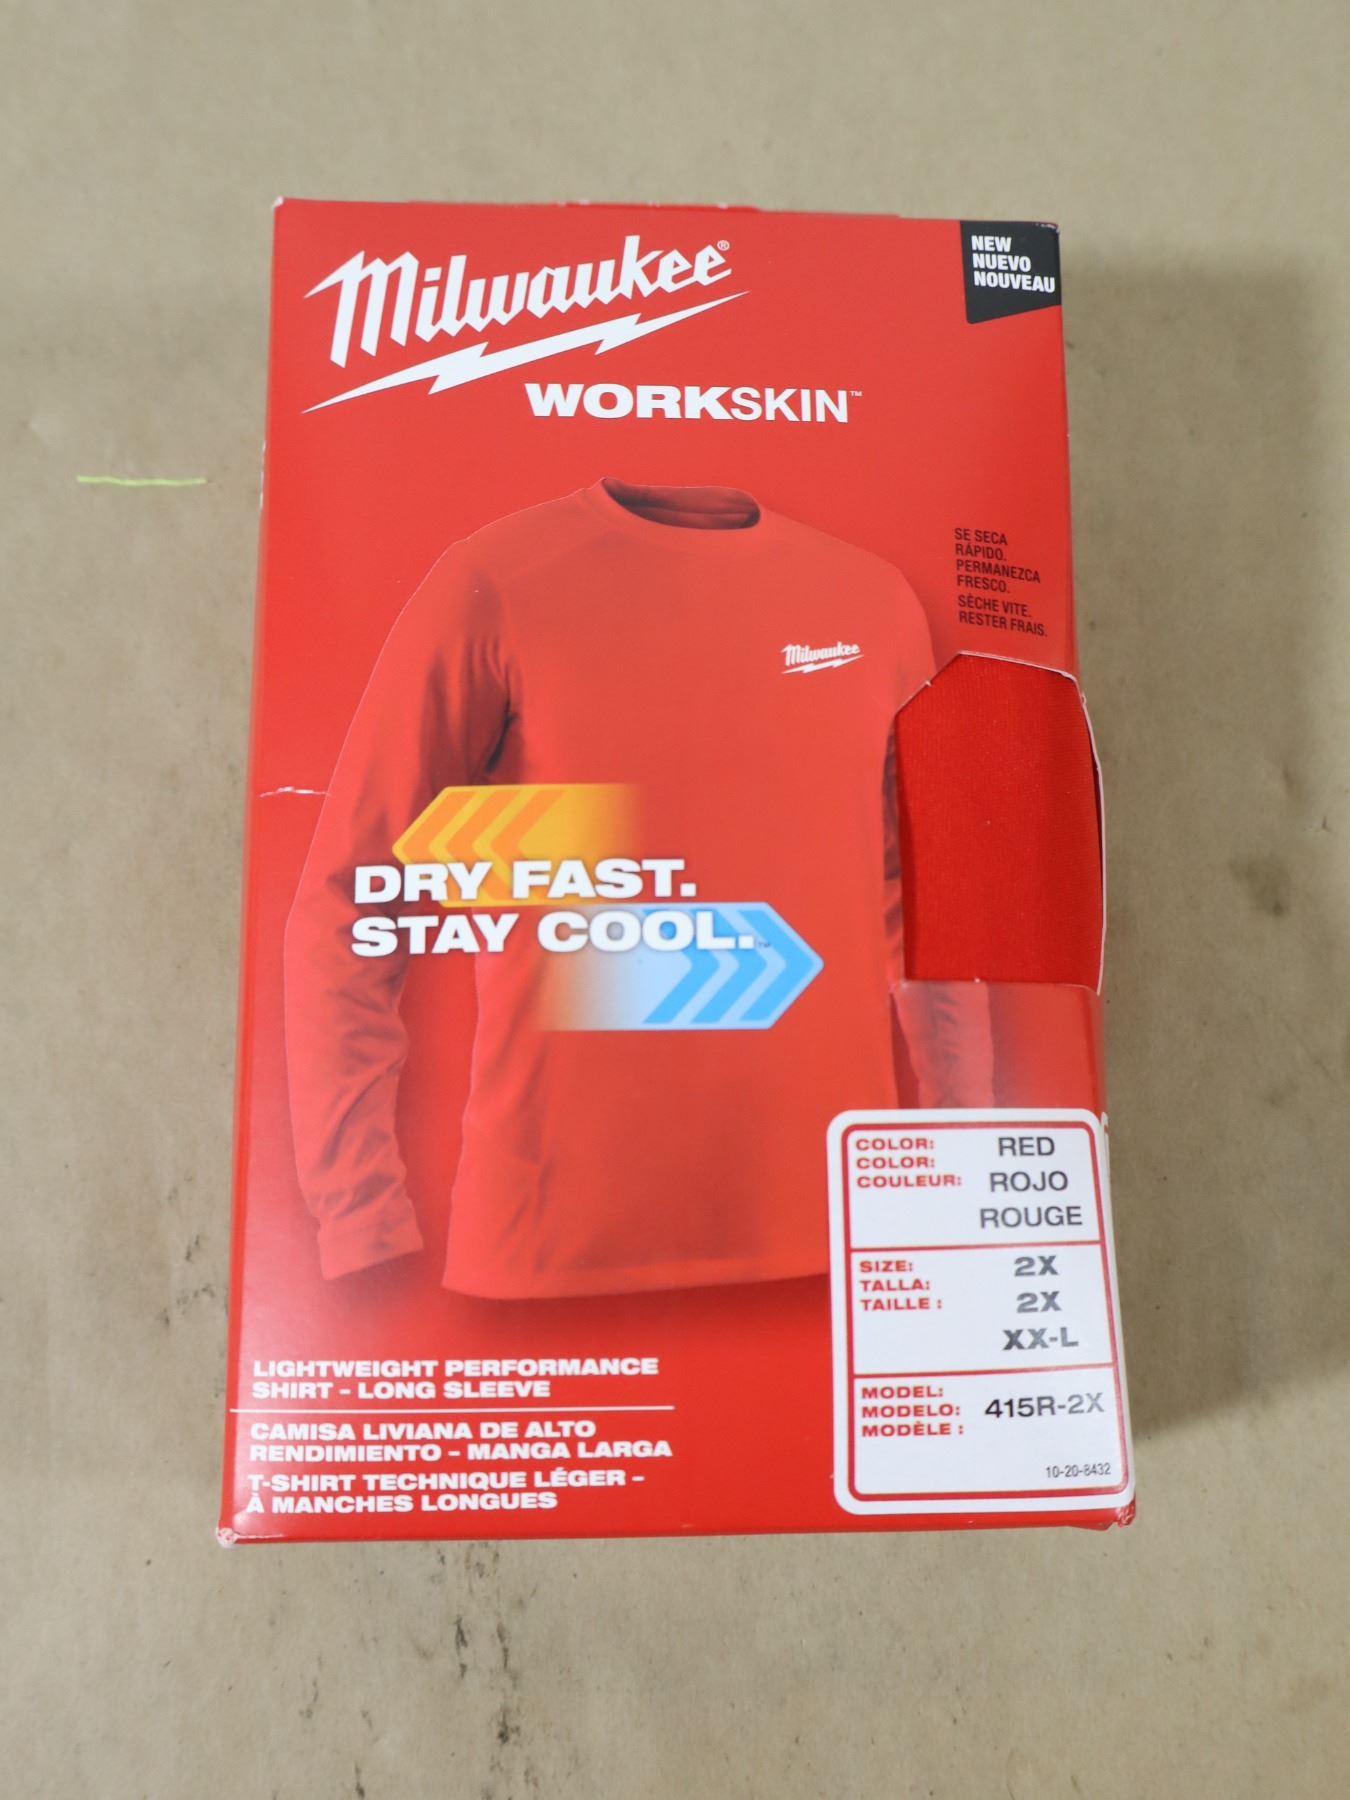 Milwaukee®
NEW
NUEVO
NOUVEAU
WORKSKIN™
SE SECA
RÁPIDO.
PERMANEZCA
FRESCO.
SÈCHE VITE.
RESTER FRAIS.
Milwaukee
DRY FAST.
STAY COOL.™
COLOR: RED
COLOR: ROJO
COULEUR: ROUGE
SIZE: 2X
TALLA: 2X
TAILLE : XX-L
MODEL:
MODELO: 415R-2X
MODÈLE :
10-20-8432
LIGHTWEIGHT PERFORMANCE
SHIRT - LONG SLEEVE
CAMISA LIVIANA DE ALTO
RENDIMIENTO - MANGA LARGA
T-SHIRT TECHNIQUE LÉGER -
À MANCHES LONGUES